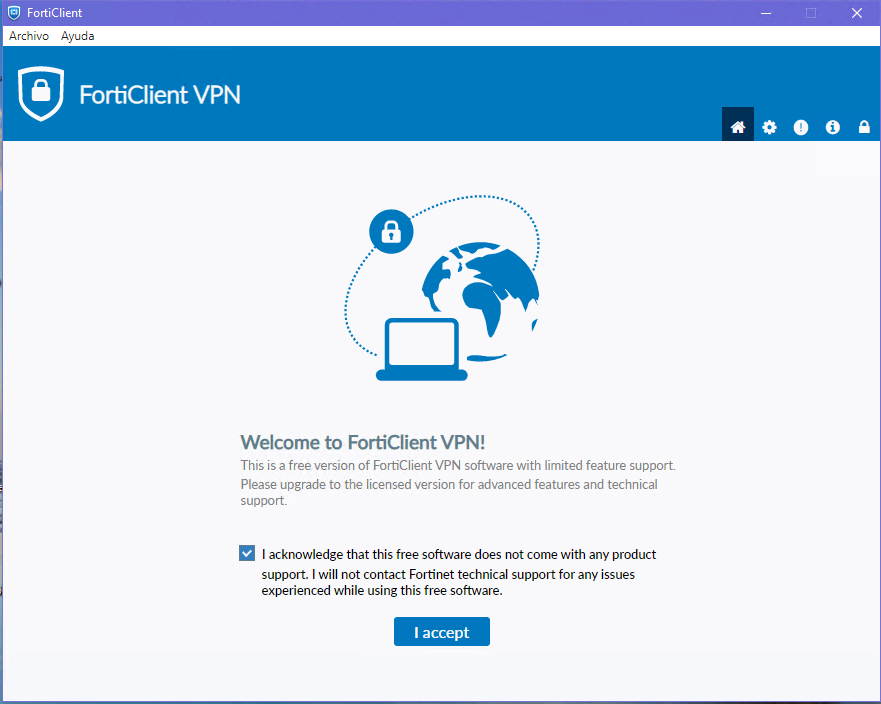 FortiClient
Archivo Ayuda
FortiClient VPN
Welcome to FortiClient VPN!
This is a free version of FortiClient VPN software with limited feature support.
Please upgrade to the licensed version for advanced features and technical
support.
I acknowledge that this free software does not come with any product
support. I will not contact Fortinet technical support for any issues
experienced while using this free software.
I accept